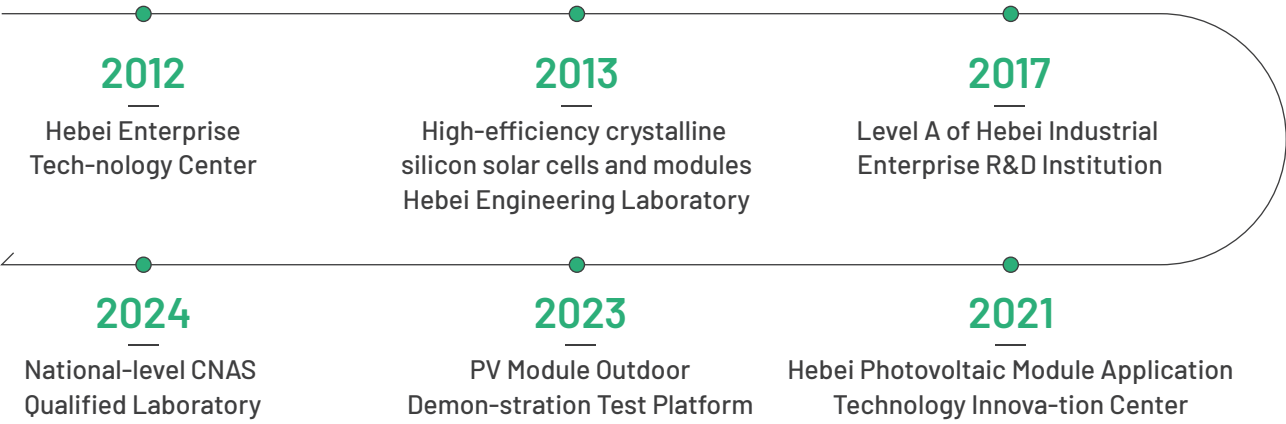 2012
Hebei Enterprise
Tech-nology Center
2013
High-efficiency crystalline
silicon solar cells and modules
Hebei Engineering Laboratory
2017
Level A of Hebei Industrial
Enterprise R&D Institution
2024
National-level CNAS
Qualified Laboratory
2023
PV Module Outdoor
Demon-stration Test Platform
2021
Hebei Photovoltaic Module Application
Technology Innova-tion Center